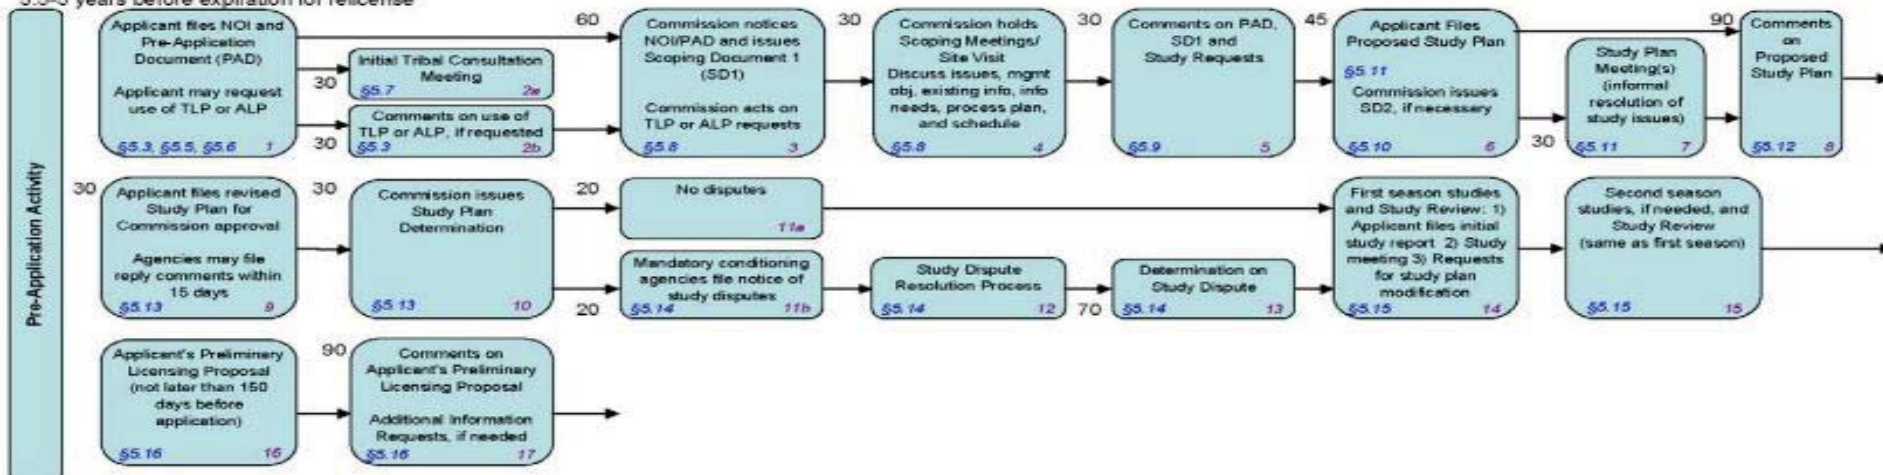 5.5-5 years before expiration for relicense
Pre-Application Activity
Applicant files NOI and
Pre-Application
Document (PAD)
Applicant may request
use of TLP or ALP
§5.3, §5.5, §5.6 1
30
Initial Tribal Consultation
Meeting
§5.7 2a
30
Comments on use of
TLP or ALP, if requested
§5.3 2b
60
Commission notices
NOI/PAD and issues
Scoping Document 1
(SD1)
Commission acts on
TLP or ALP requests
§5.8 3
30
Commission holds
Scoping Meetings/
Site Visit
Discuss issues, mgmt
obj, existing info, info
needs, process plan,
and schedule
§5.8 4
30
Comments on PAD,
SD1 and
Study Requests
§5.9 5
45
Applicant Files
Proposed Study Plan
§5.11
Commission issues
SD2, if necessary
§5.10 6
30
Study Plan
Meeting(s)
(informal
resolution of
study issues)
§5.11 7
90
Comments
on
Proposed
Study Plan
§5.12 8
30
Applicant files revised
Study Plan for
Commission approval
Agencies may file
reply comments within
15 days
§5.13 9
30
Commission issues
Study Plan
Determination
§5.13 10
20
No disputes
11a
20
Mandatory conditioning
agencies file notice of
study disputes
§5.14 11b
Study Dispute
Resolution Process
§5.14 12
70
Determination on
Study Dispute
§5.14 13
First season studies
and Study Review: 1)
Applicant files initial
study report 2) Study
meeting 3) Requests
for study plan
modification
§5.15 14
Second season
studies, if needed, and
Study Review
(same as first season)
§5.15 15
Applicant's Preliminary
Licensing Proposal
(not later than 150
days before
application)
§5.16 16
90
Comments on
Applicant's Preliminary
Licensing Proposal
Additional Information
Requests, if needed
§5.16 17